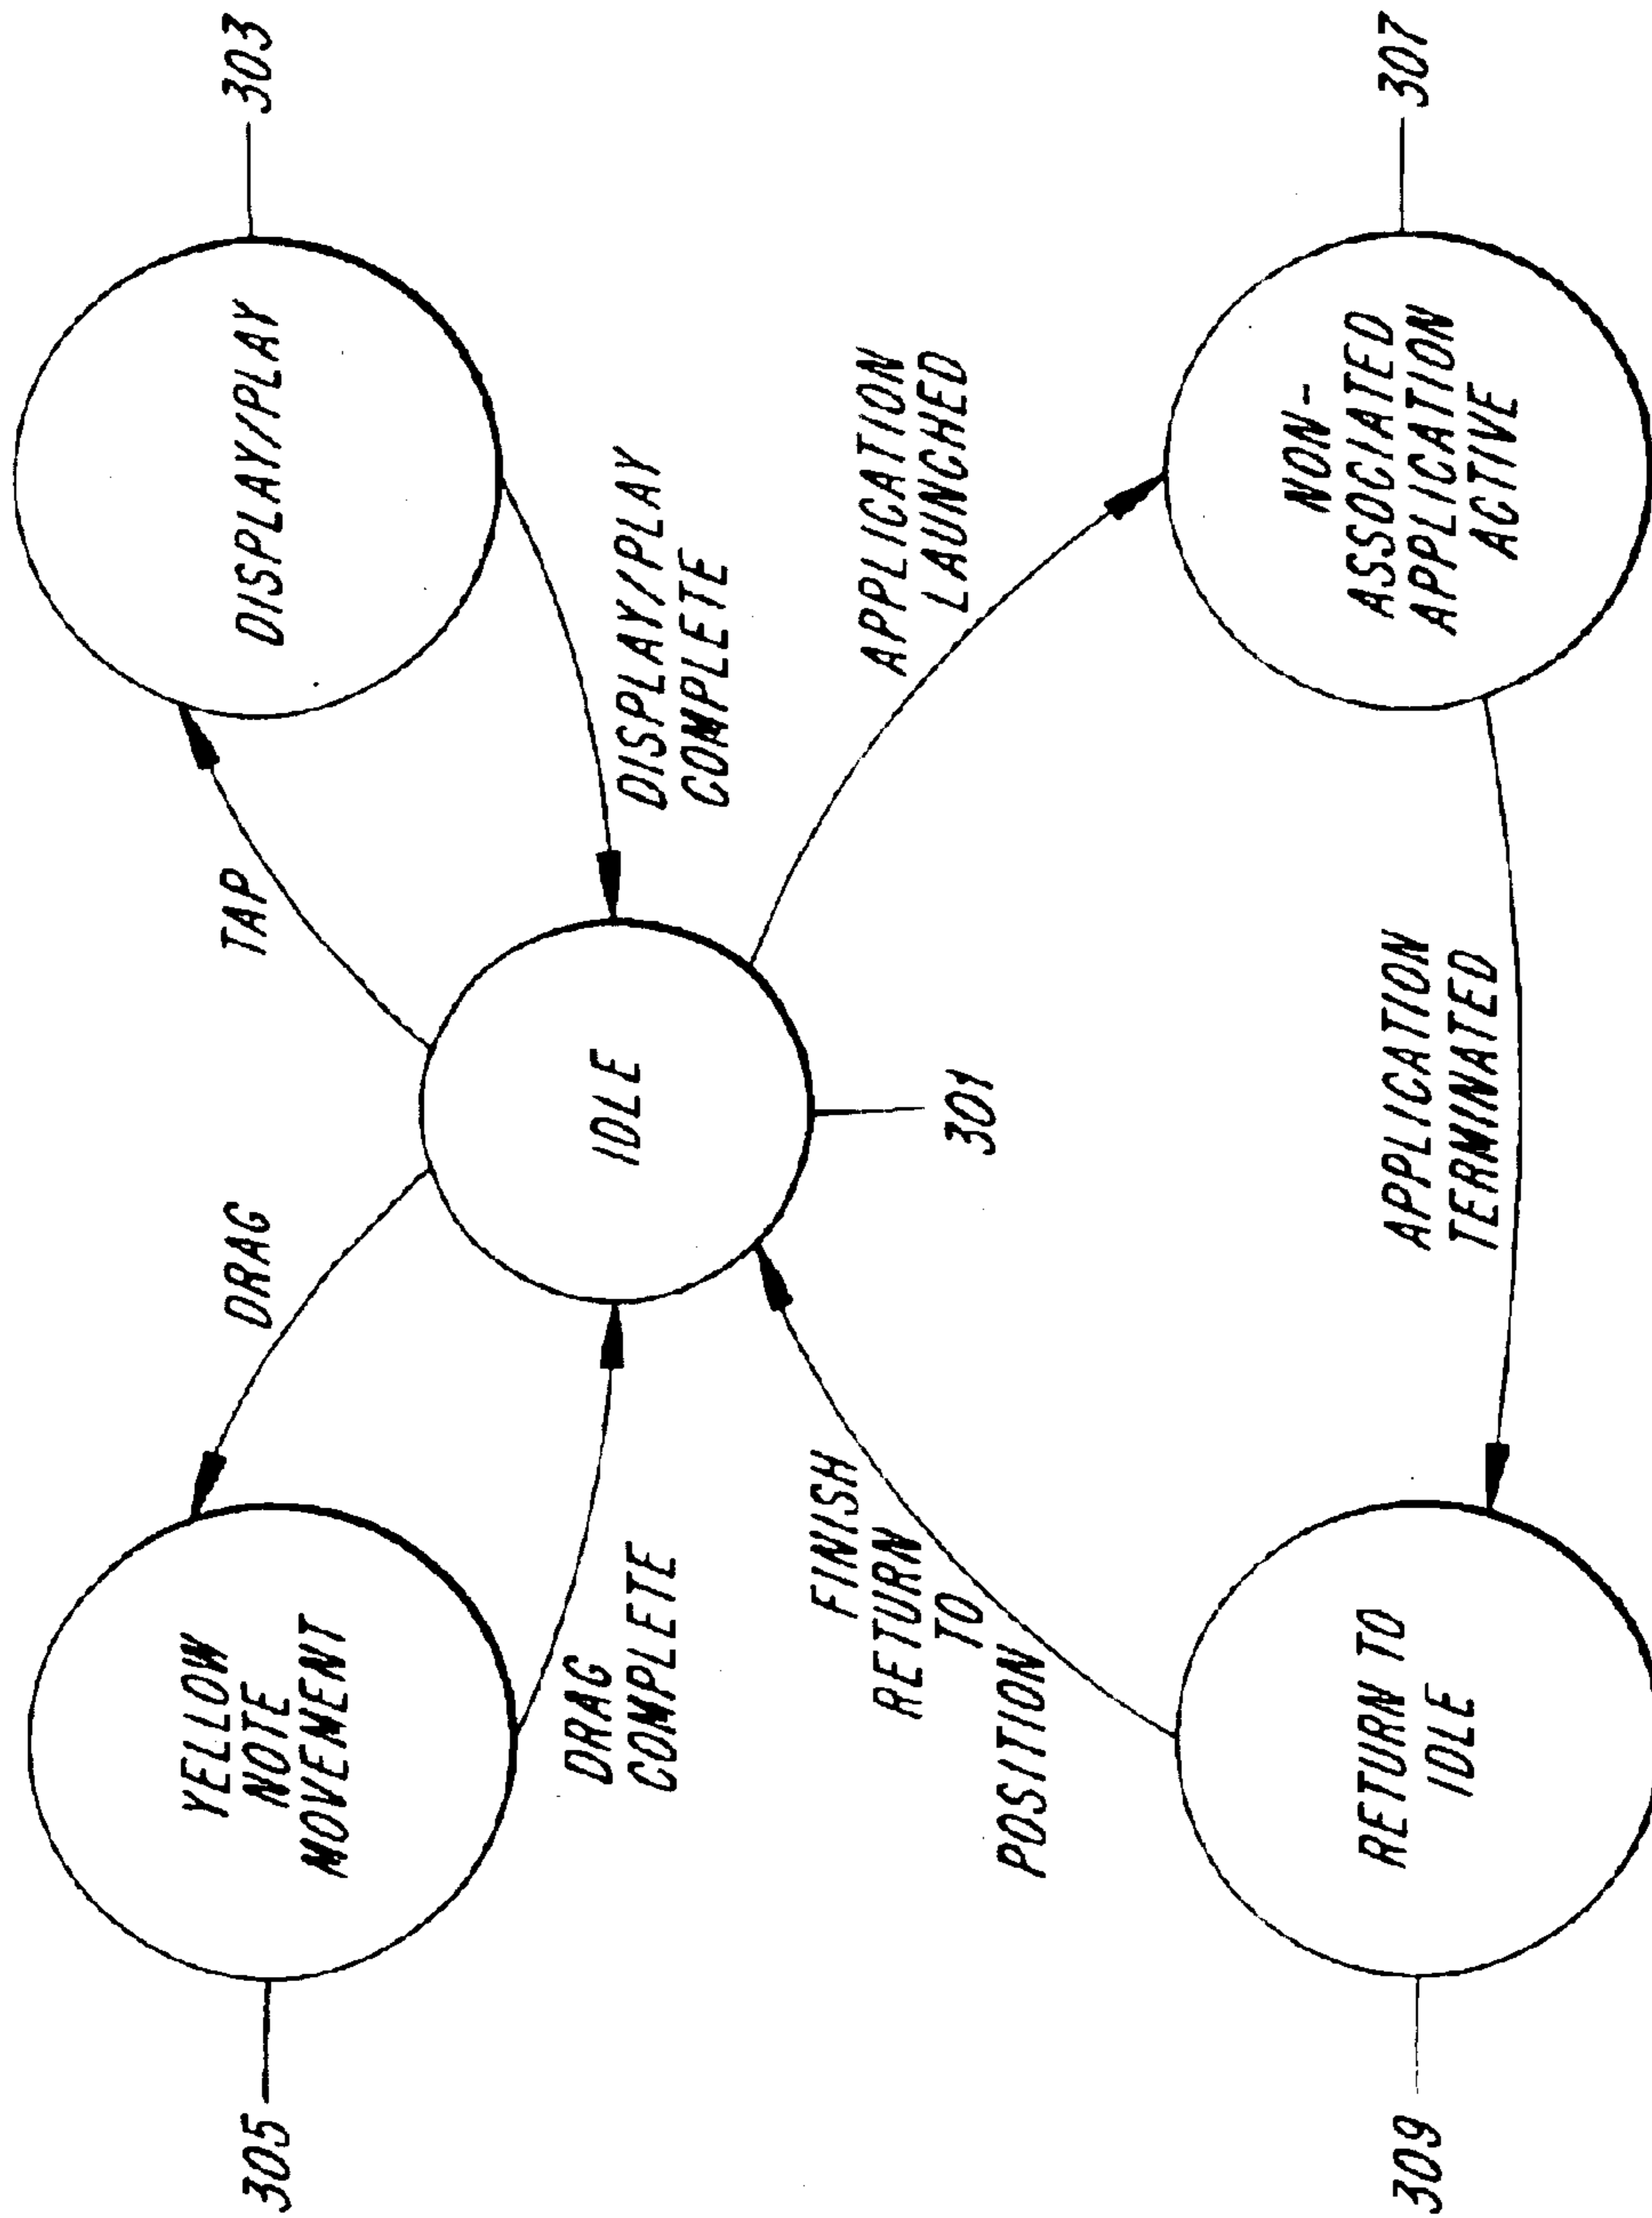 305
YELLOW
NOTE
MOVEMENT
DRAG
TAP
DISPLAY/PLAY
303
DRAG
COMPLETE
IDLE
301
DISPLAY/PLAY
COMPLETE
FINISH
RETURN
TO
POSITION
APPLICATION
LAUNCHED
309
RETURN TO
IDLE
APPLICATION
TERMINATED
NON-
ASSOCIATED
APPLICATION
ACTIVE
307